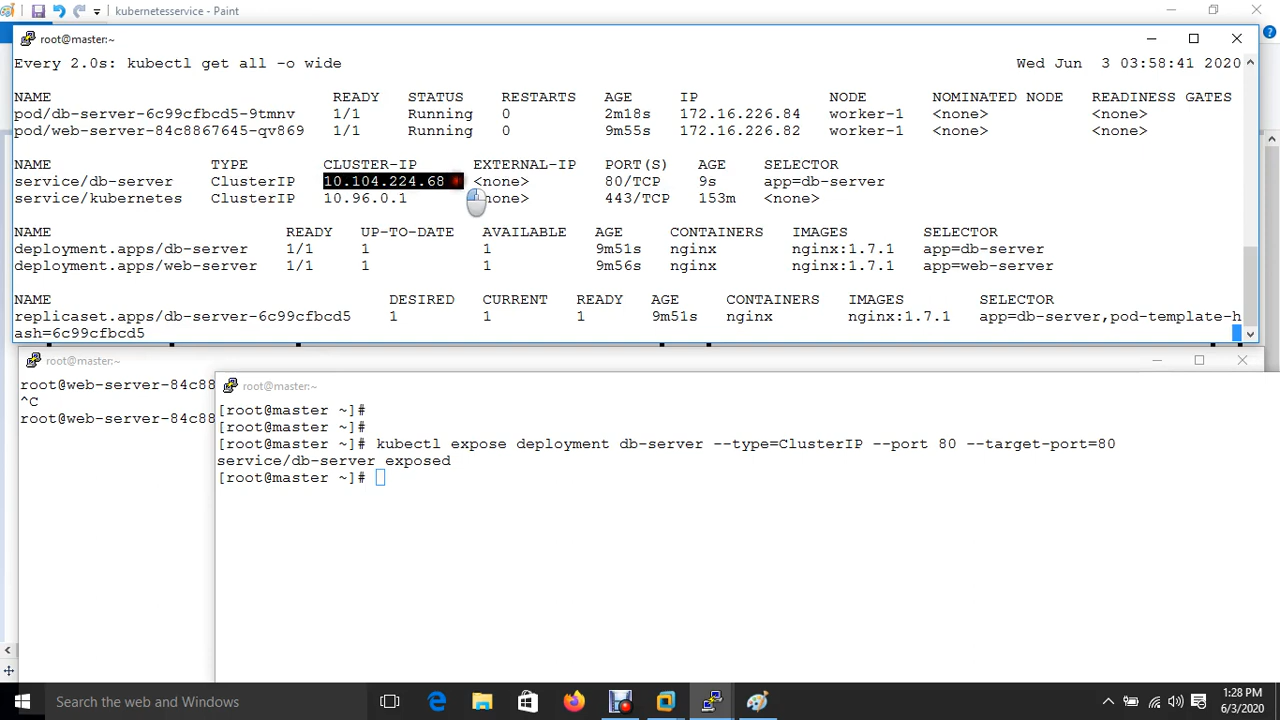 kubernetesservice - Paint
root@master:~
Every 2.0s: kubectl get all -o wide Wed Jun 3 03:58:41 2020
NAME READY STATUS RESTARTS AGE IP NODE NOMINATED NODE READINESS GATES
pod/db-server-6c99cfbcd5-9tmnv 1/1 Running 0 2m18s 172.16.226.84 worker-1 <none> <none>
pod/web-server-84c8867645-qv869 1/1 Running 0 9m55s 172.16.226.82 worker-1 <none> <none>
NAME TYPE CLUSTER-IP EXTERNAL-IP PORT(S) AGE SELECTOR
service/db-server ClusterIP 10.104.224.68 <none> 80/TCP 9s app=db-server
service/kubernetes ClusterIP 10.96.0.1 <none> 443/TCP 153m <none>
NAME READY UP-TO-DATE AVAILABLE AGE CONTAINERS IMAGES SELECTOR
deployment.apps/db-server 1/1 1 1 9m51s nginx nginx:1.7.1 app=db-server
deployment.apps/web-server 1/1 1 1 9m56s nginx nginx:1.7.1 app=web-server
NAME DESIRED CURRENT READY AGE CONTAINERS IMAGES SELECTOR
replicaset.apps/db-server-6c99cfbcd5 1 1 1 9m51s nginx nginx:1.7.1 app=db-server,pod-template-h
ash=6c99cfbcd5
root@master:~
root@web-server-84c88
^C
root@web-server-84c88
root@master:~
[root@master ~]#
[root@master ~]#
[root@master ~]# kubectl expose deployment db-server --type=ClusterIP --port 80 --target-port=80
service/db-server exposed
[root@master ~]#
Search the web and Windows
1:28 PM
6/3/2020